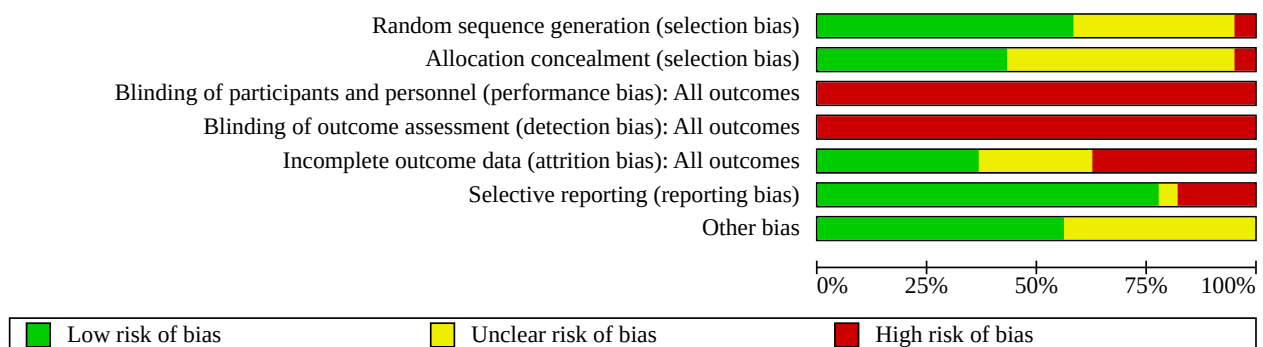 Random sequence generation (selection bias)
Allocation concealment (selection bias)
Blinding of participants and personnel (performance bias): All outcomes
Blinding of outcome assessment (detection bias): All outcomes
Incomplete outcome data (attrition bias): All outcomes
Selective reporting (reporting bias)
Other bias
0% 25% 50% 75% 100%
Low risk of bias Unclear risk of bias High risk of bias